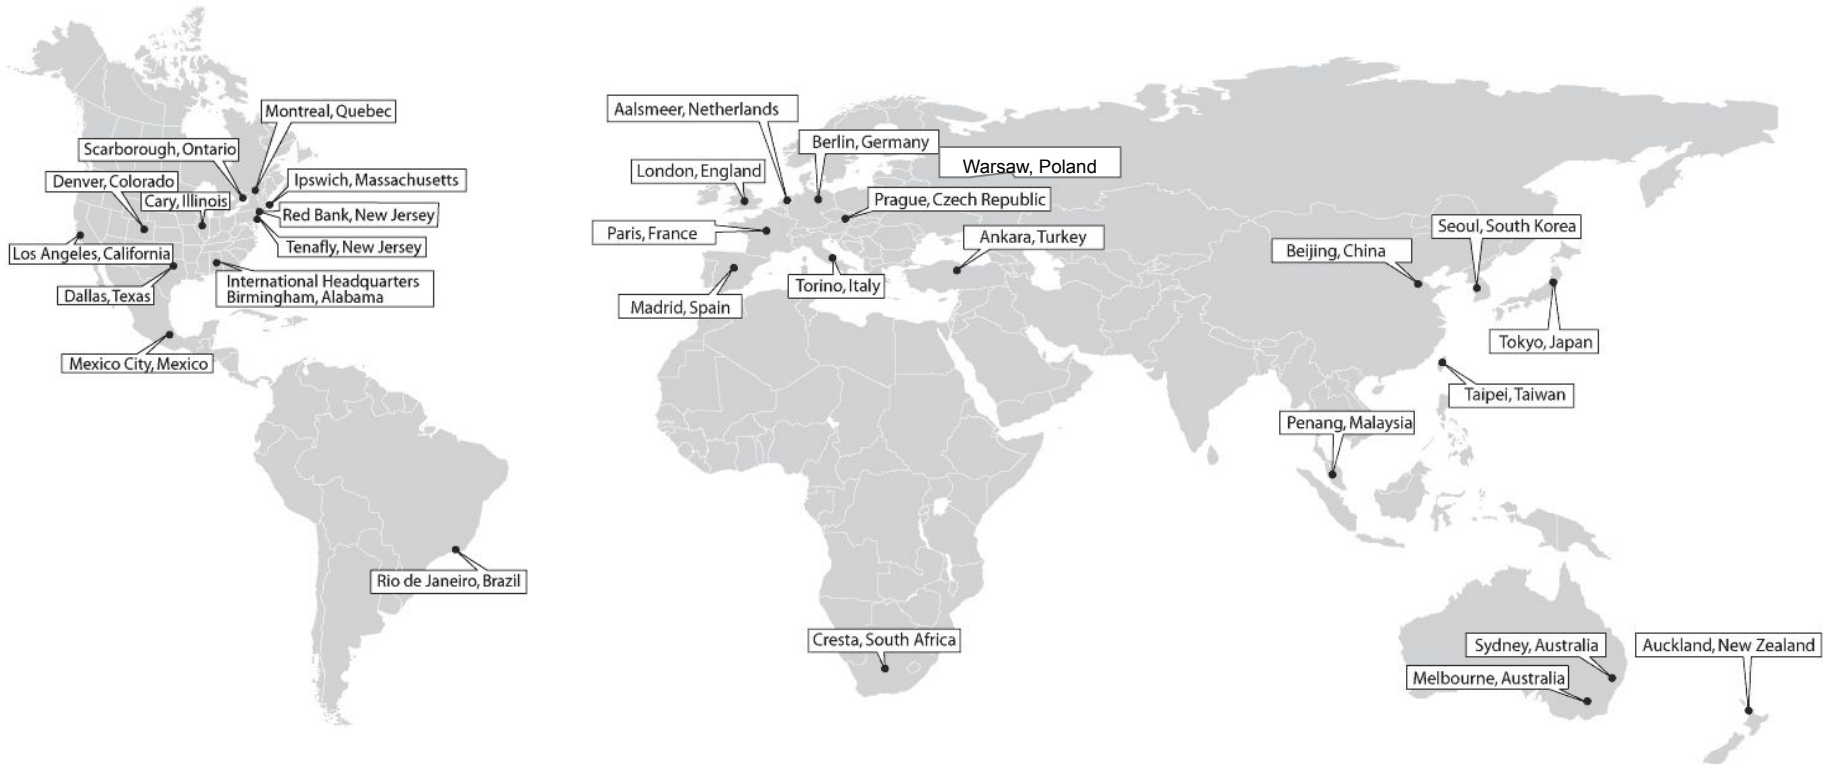 Montreal, Quebec
Scarborough, Ontario
Denver, Colorado
Ipswich, Massachusetts
Cary, Illinois
Red Bank, New Jersey
Tenafly, New Jersey
Los Angeles, California
International Headquarters
Birmingham, Alabama
Dallas, Texas
Mexico City, Mexico
Rio de Janeiro, Brazil
Aalsmeer, Netherlands
Berlin, Germany
Warsaw, Poland
London, England
Prague, Czech Republic
Paris, France
Ankara, Turkey
Torino, Italy
Madrid, Spain
Cresta, South Africa
Seoul, South Korea
Beijing, China
Tokyo, Japan
Taipei, Taiwan
Penang, Malaysia
Sydney, Australia
Auckland, New Zealand
Melbourne, Australia